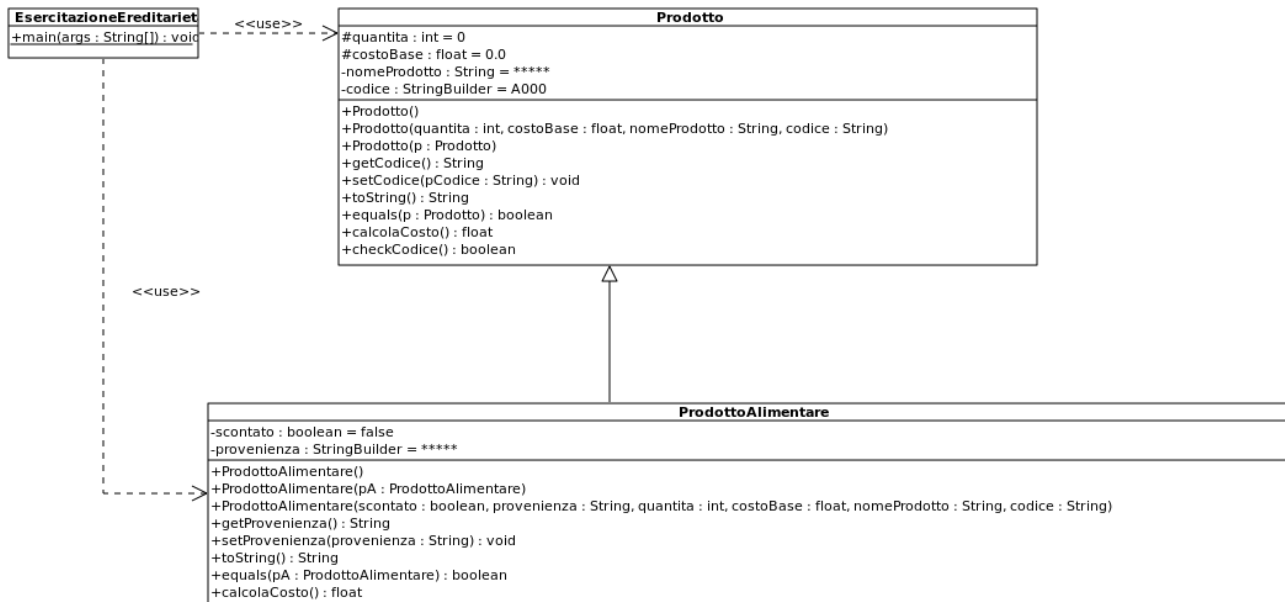 EsercitazioneEreditariet
+main(args : String[]) : void
<<use>>
Prodotto
#quantita : int = 0
#costoBase : float = 0.0
-nomeProdotto : String = *****
-codice : StringBuilder = A000
+Prodotto()
+Prodotto(quantita : int, costoBase : float, nomeProdotto : String, codice : String)
+Prodotto(p : Prodotto)
+getCodice() : String
+setCodice(pCodice : String) : void
+toString() : String
+equals(p : Prodotto) : boolean
+calcolaCosto() : float
+checkCodice() : boolean
<<use>>
ProdottoAlimentare
-scontato : boolean = false
-provenienza : StringBuilder = *****
+ProdottoAlimentare()
+ProdottoAlimentare(pA : ProdottoAlimentare)
+ProdottoAlimentare(scontato : boolean, provenienza : String, quantita : int, costoBase : float, nomeProdotto : String, codice : String)
+getProvenienza() : String
+setProvenienza(provenienza : String) : void
+toString() : String
+equals(pA : ProdottoAlimentare) : boolean
+calcolaCosto() : float